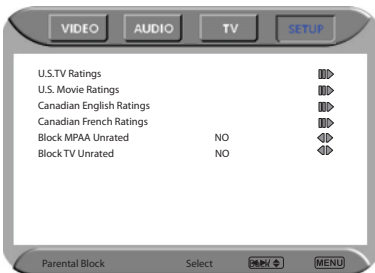 VIDEO AUDIO TV SETUP
U.S.TV Ratings
U.S. Movie Ratings
Canadian English Ratings
Canadian French Ratings
Block MPAA Unrated NO
Block TV Unrated NO
Parental Block Select MENU